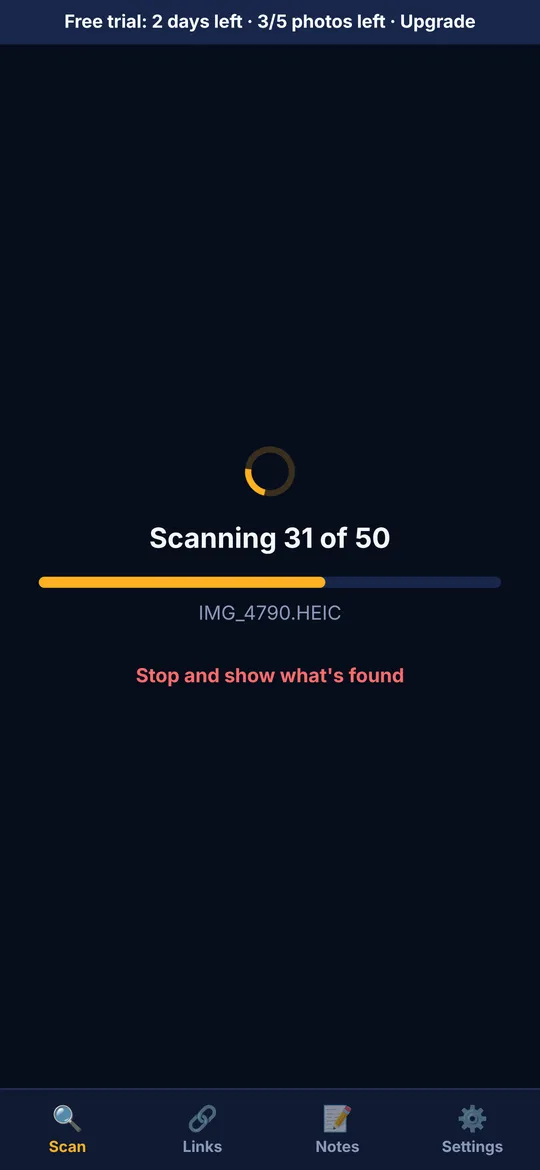 Free trial: 2 days left · 3/5 photos left · Upgrade
Scanning 31 of 50
IMG_4790.HEIC
Stop and show what's found
Scan
Links
Notes
Settings